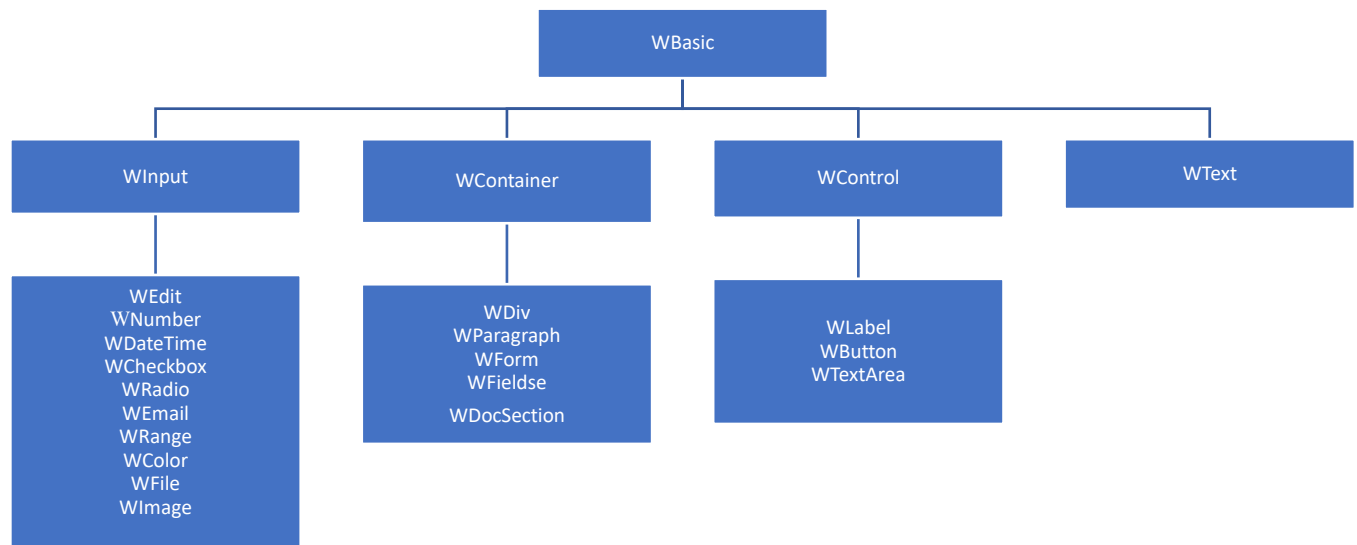 WBasic
WInput
WContainer
WControl
WText
WEdit
WNumber
WDateTime
WCheckbox
WRadio
WEmail
WRange
WColor
WFile
WImage
WDiv
WParagraph
WForm
WFieldse
WDocSection
WLabel
WButton
WTextArea